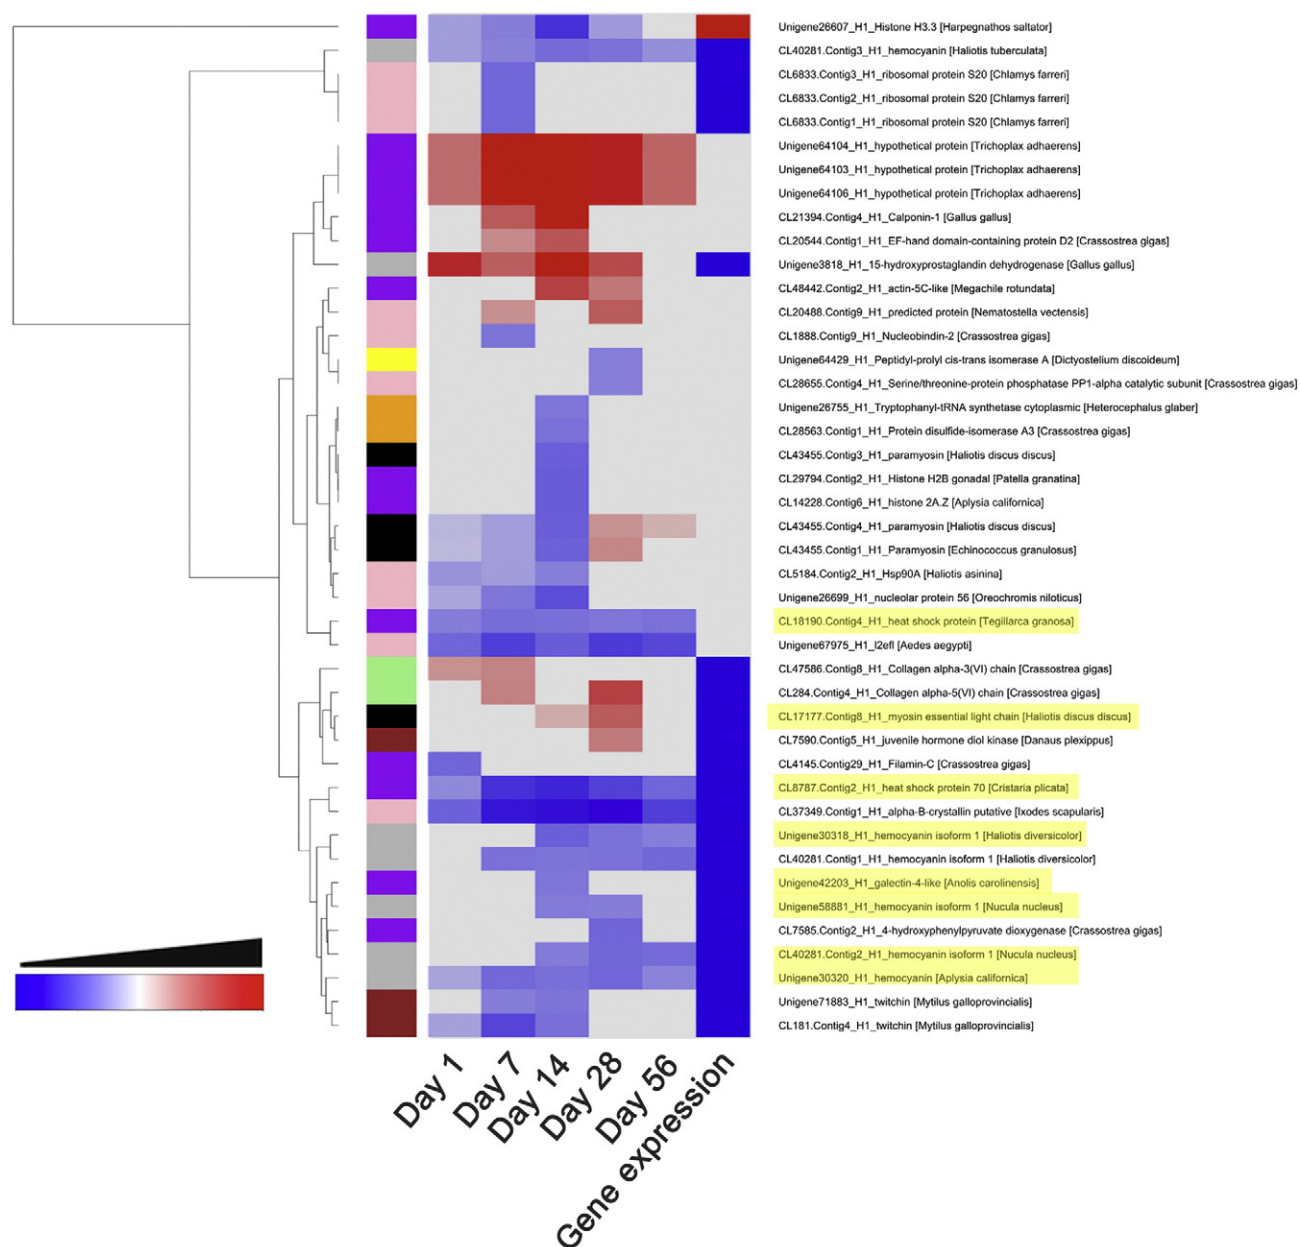 Unigene26607_H1_Histone H3.3 [Harpegnathos saltator]
CL40281.Contig3_H1_hemocyanin [Haliotis tuberculata]
CL6833.Contig3_H1_ribosomal protein S20 [Chlamys farreri]
CL6833.Contig2_H1_ribosomal protein S20 [Chlamys farreri]
CL6833.Contig1_H1_ribosomal protein S20 [Chlamys farreri]
Unigene64104_H1_hypothetical protein [Trichoplax adhaerens]
Unigene64103_H1_hypothetical protein [Trichoplax adhaerens]
Unigene64106_H1_hypothetical protein [Trichoplax adhaerens]
CL21394.Contig4_H1_Calponin-1 [Gallus gallus]
CL20544.Contig1_H1_EF-hand domain-containing protein D2 [Crassostrea gigas]
Unigene3818_H1_15-hydroxyprostaglandin dehydrogenase [Gallus gallus]
CL48442.Contig2_H1_actin-5C-like [Megachile rotundata]
CL20488.Contig9_H1_predicted protein [Nematostella vectensis]
CL1888.Contig9_H1_Nucleobindin-2 [Crassostrea gigas]
Unigene64429_H1_Peptidyl-prolyl cis-trans isomerase A [Dictyostelium discoideum]
CL28655.Contig4_H1_Serine/threonine-protein phosphatase PP1-alpha catalytic subunit [Crassostrea gigas]
Unigene26755_H1_Tryptophanyl-tRNA synthetase cytoplasmic [Heterocephalus glaber]
CL28563.Contig1_H1_Protein disulfide-isomerase A3 [Crassostrea gigas]
CL43455.Contig3_H1_paramyosin [Haliotis discus discus]
CL29794.Contig2_H1_Histone H2B gonadal [Patella granatina]
CL14228.Contig6_H1_histone 2A.Z [Aplysia californica]
CL43455.Contig4_H1_paramyosin [Haliotis discus discus]
CL43455.Contig1_H1_Paramyosin [Echinococcus granulosus]
CL5184.Contig2_H1_Hsp90A [Haliotis asinina]
Unigene26699_H1_nucleolar protein 56 [Oreochromis niloticus]
CL18190.Contig4_H1_heat shock protein [Tegillarca granosa]
Unigene67975_H1_l2efl [Aedes aegypti]
CL47586.Contig8_H1_Collagen alpha-3(VI) chain [Crassostrea gigas]
CL284.Contig4_H1_Collagen alpha-5(VI) chain [Crassostrea gigas]
CL17177.Contig8_H1_myosin essential light chain [Haliotis discus discus]
CL7590.Contig5_H1_juvenile hormone diol kinase [Danaus plexippus]
CL4145.Contig29_H1_Filamin-C [Crassostrea gigas]
CL8787.Contig2_H1_heat shock protein 70 [Cristaria plicata]
CL37349.Contig1_H1_alpha-B-crystallin putative [Ixodes scapularis]
Unigene30318_H1_hemocyanin isoform 1 [Haliotis diversicolor]
CL40281.Contig1_H1_hemocyanin isoform 1 [Haliotis diversicolor]
Unigene42203_H1_galectin-4-like [Anolis carolinensis]
Unigene58881_H1_hemocyanin isoform 1 [Nucula nucleus]
CL7585.Contig2_H1_4-hydroxyphenylpyruvate dioxygenase [Crassostrea gigas]
CL40281.Contig2_H1_hemocyanin isoform 1 [Nucula nucleus]
Unigene30320_H1_hemocyanin [Aplysia californica]
Unigene71883_H1_twitchin [Mytilus galloprovincialis]
CL181.Contig4_H1_twitchin [Mytilus galloprovincialis]
Day 1
Day 7
Day 14
Day 28
Day 56
Gene expression